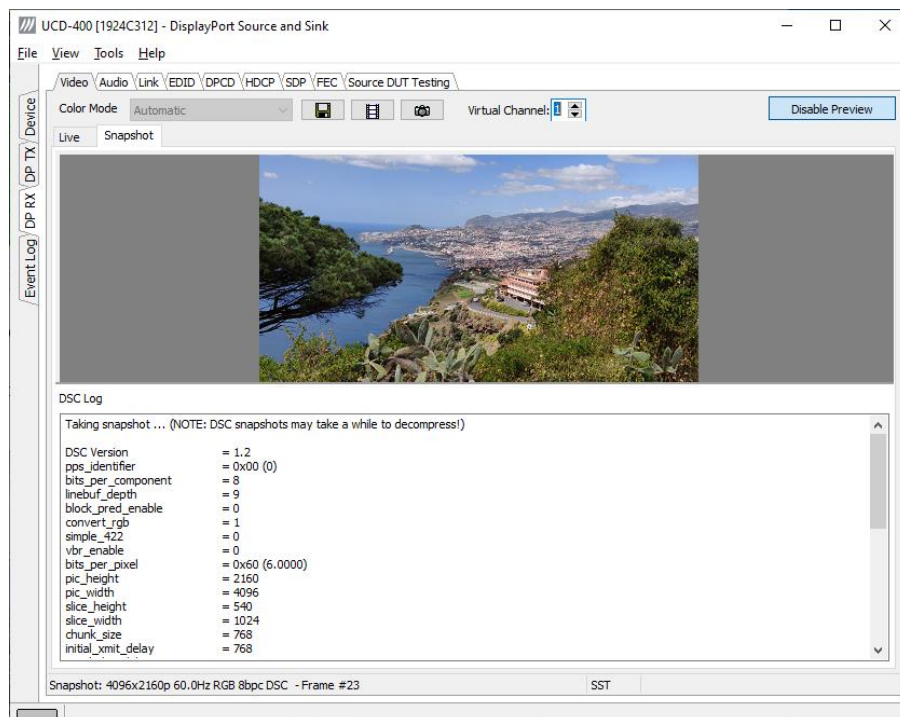 UCD-400 [1924C312] - DisplayPort Source and Sink
File View Tools Help
Video Audio Link EDID DPCD HDCP SDP FEC Source DUT Testing
Color Mode Automatic Virtual Channel: 1 Disable Preview
Live Snapshot
Device
DP TX
DP RX
Event Log
DSC Log
Taking snapshot ... (NOTE: DSC snapshots may take a while to decompress!)
DSC Version = 1.2
pps_identifier = 0x00 (0)
bits_per_component = 8
linebuf_depth = 9
block_pred_enable = 0
convert_rgb = 1
simple_422 = 0
vbr_enable = 0
bits_per_pixel = 0x60 (6.0000)
pic_height = 2160
pic_width = 4096
slice_height = 540
slice_width = 1024
chunk_size = 768
initial_xmit_delay = 768
Snapshot: 4096x2160p 60.0Hz RGB 8bpc DSC - Frame #23 SST